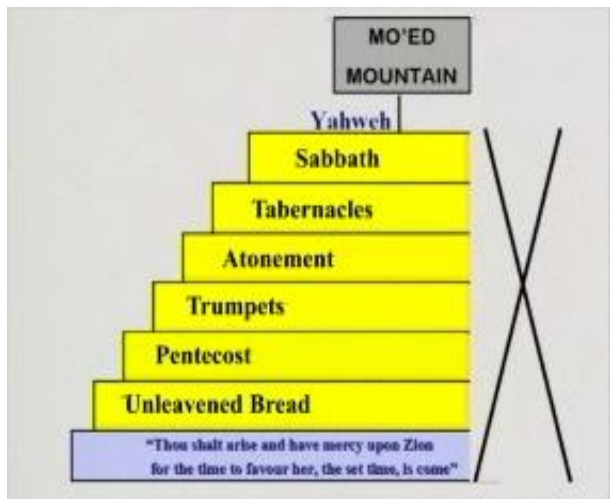 MO'ED
MOUNTAIN
Yahweh
Sabbath
Tabernacles
Atonement
Trumpets
Pentecost
Unleavened Bread
"Thou shalt arise and have mercy upon Zion
for the time to favour her, the set time, is come"